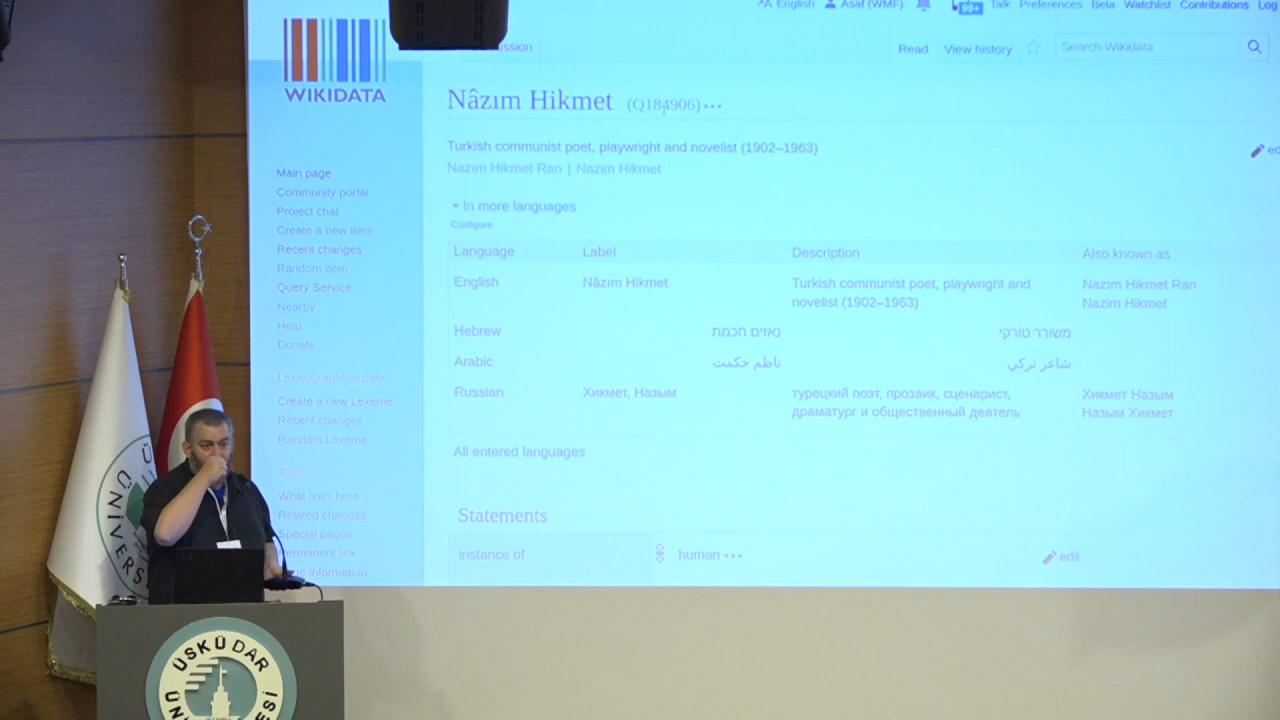 English Asaf (WMF) 99+ Talk Preferences Beta Watchlist Contributions Log
Read View history Search Wikidata
WIKIDATA
Nâzım Hikmet (Q184906)
Turkish communist poet, playwright and novelist (1902–1963)
Nazım Hikmet Ran | Nazim Hikmet
In more languages
Configure
Language Label Description Also known as
English Nâzım Hikmet Turkish communist poet, playwright and novelist (1902–1963) Nazım Hikmet Ran
Nazim Hikmet
Hebrew נאזים חכמת משורר טורקי
Arabic ناظم حكمت شاعر تركي
Russian Хикмет, Назым турецкий поэт, прозаик, сценарист, драматург и общественный деятель Хикмет Назым
Назым Хикмет
All entered languages
Statements
instance of human edit
Main page
Community portal
Project chat
Create a new Item
Recent changes
Random item
Query Service
Nearby
Help
Donate
Lexicographical data
Create a new Lexeme
Recent changes
Random Lexeme
Tools
What links here
Related changes
Special pages
Permanent link
information
ÜSKÜDAR